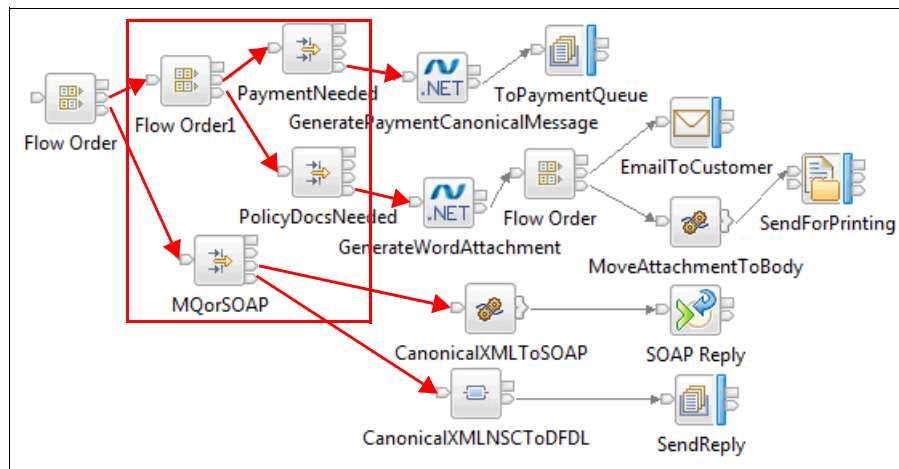 PaymentNeeded
.NET
ToPaymentQueue
Flow Order
Flow Order1
GeneratePaymentCanonicalMessage
EmailToCustomer
PolicyDocsNeeded
.NET
Flow Order
SendForPrinting
GenerateWordAttachment
MoveAttachmentToBody
MQorSOAP
CanonicalXMLToSOAP
SOAP Reply
CanonicalXMLNSCToDFDL
SendReply